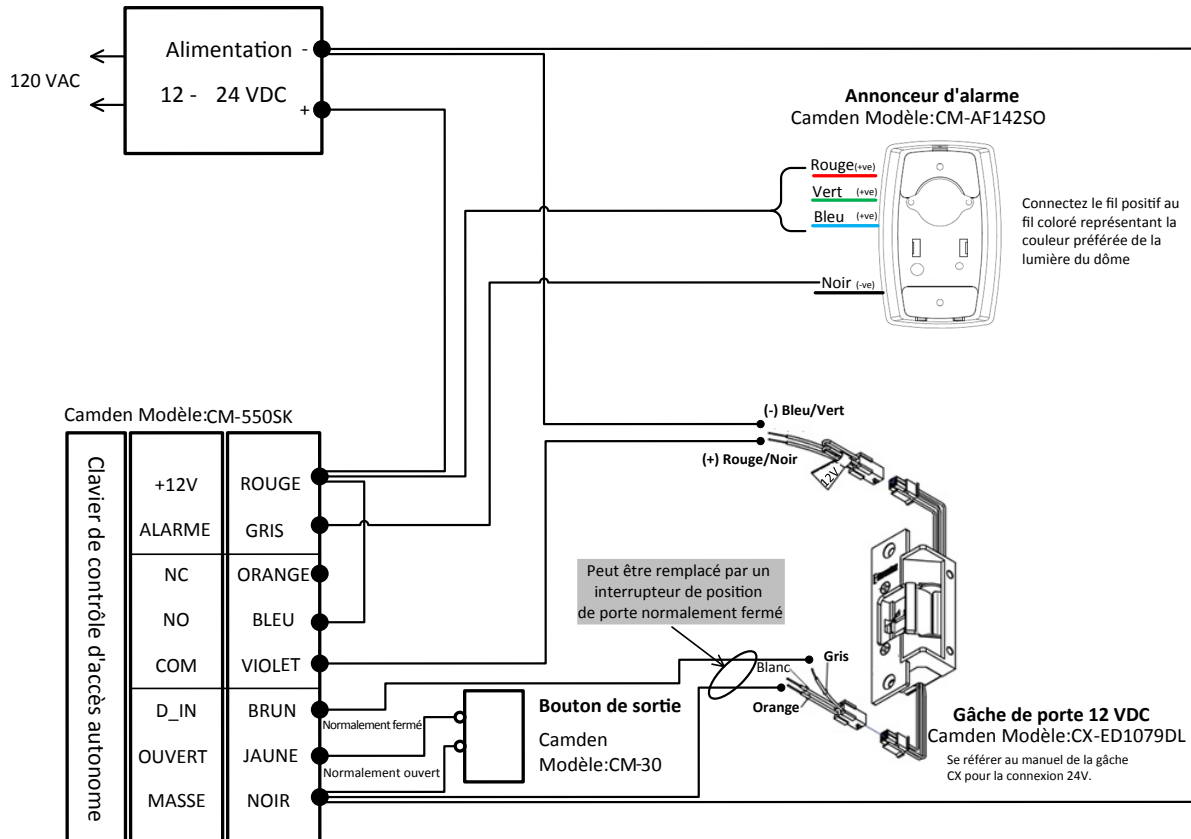 Alimentation -
120 VAC
12 - 24 VDC
+
Annonceur d'alarme
Camden Modèle:CM-AF142SO
Rouge(+ve)
Vert (+ve)
Bleu (+ve)
Noir (-ve)
Connectez le fil positif au
fil coloré représentant la
couleur préférée de la
lumière du dôme
Camden Modèle:CM-550SK
Clavier de contrôle d'accès autonome
+12V ROUGE
ALARME GRIS
NC ORANGE
NO BLEU
COM VIOLET
D_IN BRUN
OUVERT JAUNE
MASSE NOIR
(-) Bleu/Vert
(+) Rouge/Noir
12V
Peut être remplacé par un
interrupteur de position
de porte normalement fermé
Blanc
Gris
Orange
Normalement fermé
Normalement ouvert
Bouton de sortie
Camden
Modèle:CM-30
Gâche de porte 12 VDC
Camden Modèle:CX-ED1079DL
Se référer au manuel de la gâche
CX pour la connexion 24V.